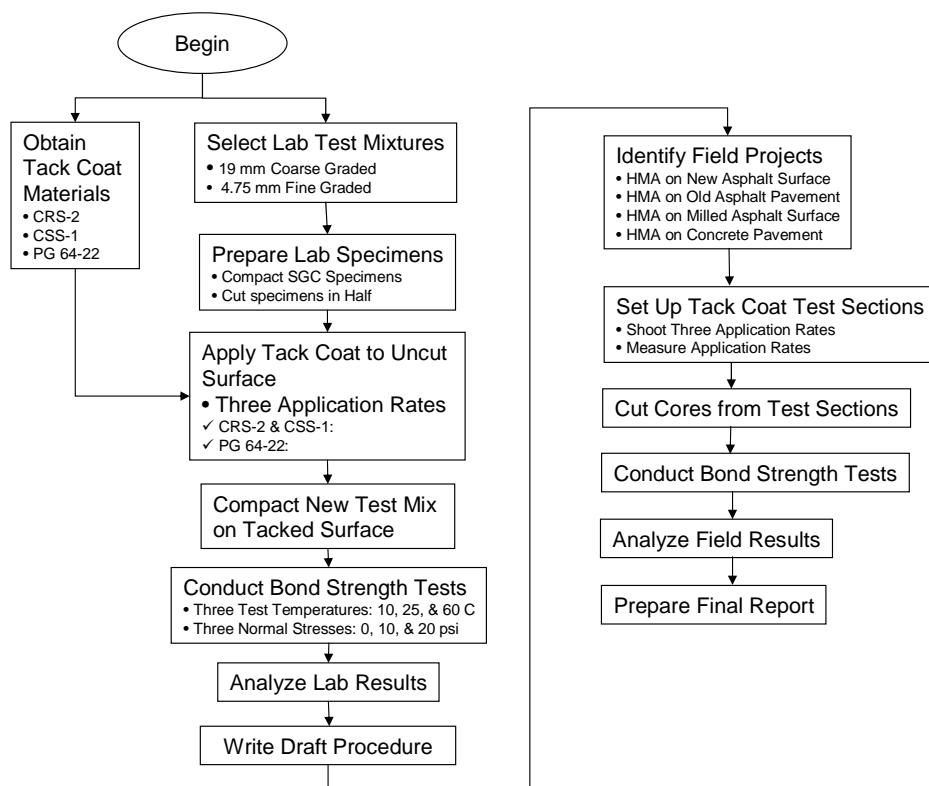 Begin
Obtain
Tack Coat
Materials
• CRS-2
• CSS-1
• PG 64-22
Select Lab Test Mixtures
• 19 mm Coarse Graded
• 4.75 mm Fine Graded
Prepare Lab Specimens
• Compact SGC Specimens
• Cut specimens in Half
Apply Tack Coat to Uncut
Surface
• Three Application Rates
✓ CRS-2 & CSS-1:
✓ PG 64-22:
Compact New Test Mix
on Tacked Surface
Conduct Bond Strength Tests
• Three Test Temperatures: 10, 25, & 60 C
• Three Normal Stresses: 0, 10, & 20 psi
Analyze Lab Results
Write Draft Procedure
Identify Field Projects
• HMA on New Asphalt Surface
• HMA on Old Asphalt Pavement
• HMA on Milled Asphalt Surface
• HMA on Concrete Pavement
Set Up Tack Coat Test Sections
• Shoot Three Application Rates
• Measure Application Rates
Cut Cores from Test Sections
Conduct Bond Strength Tests
Analyze Field Results
Prepare Final Report